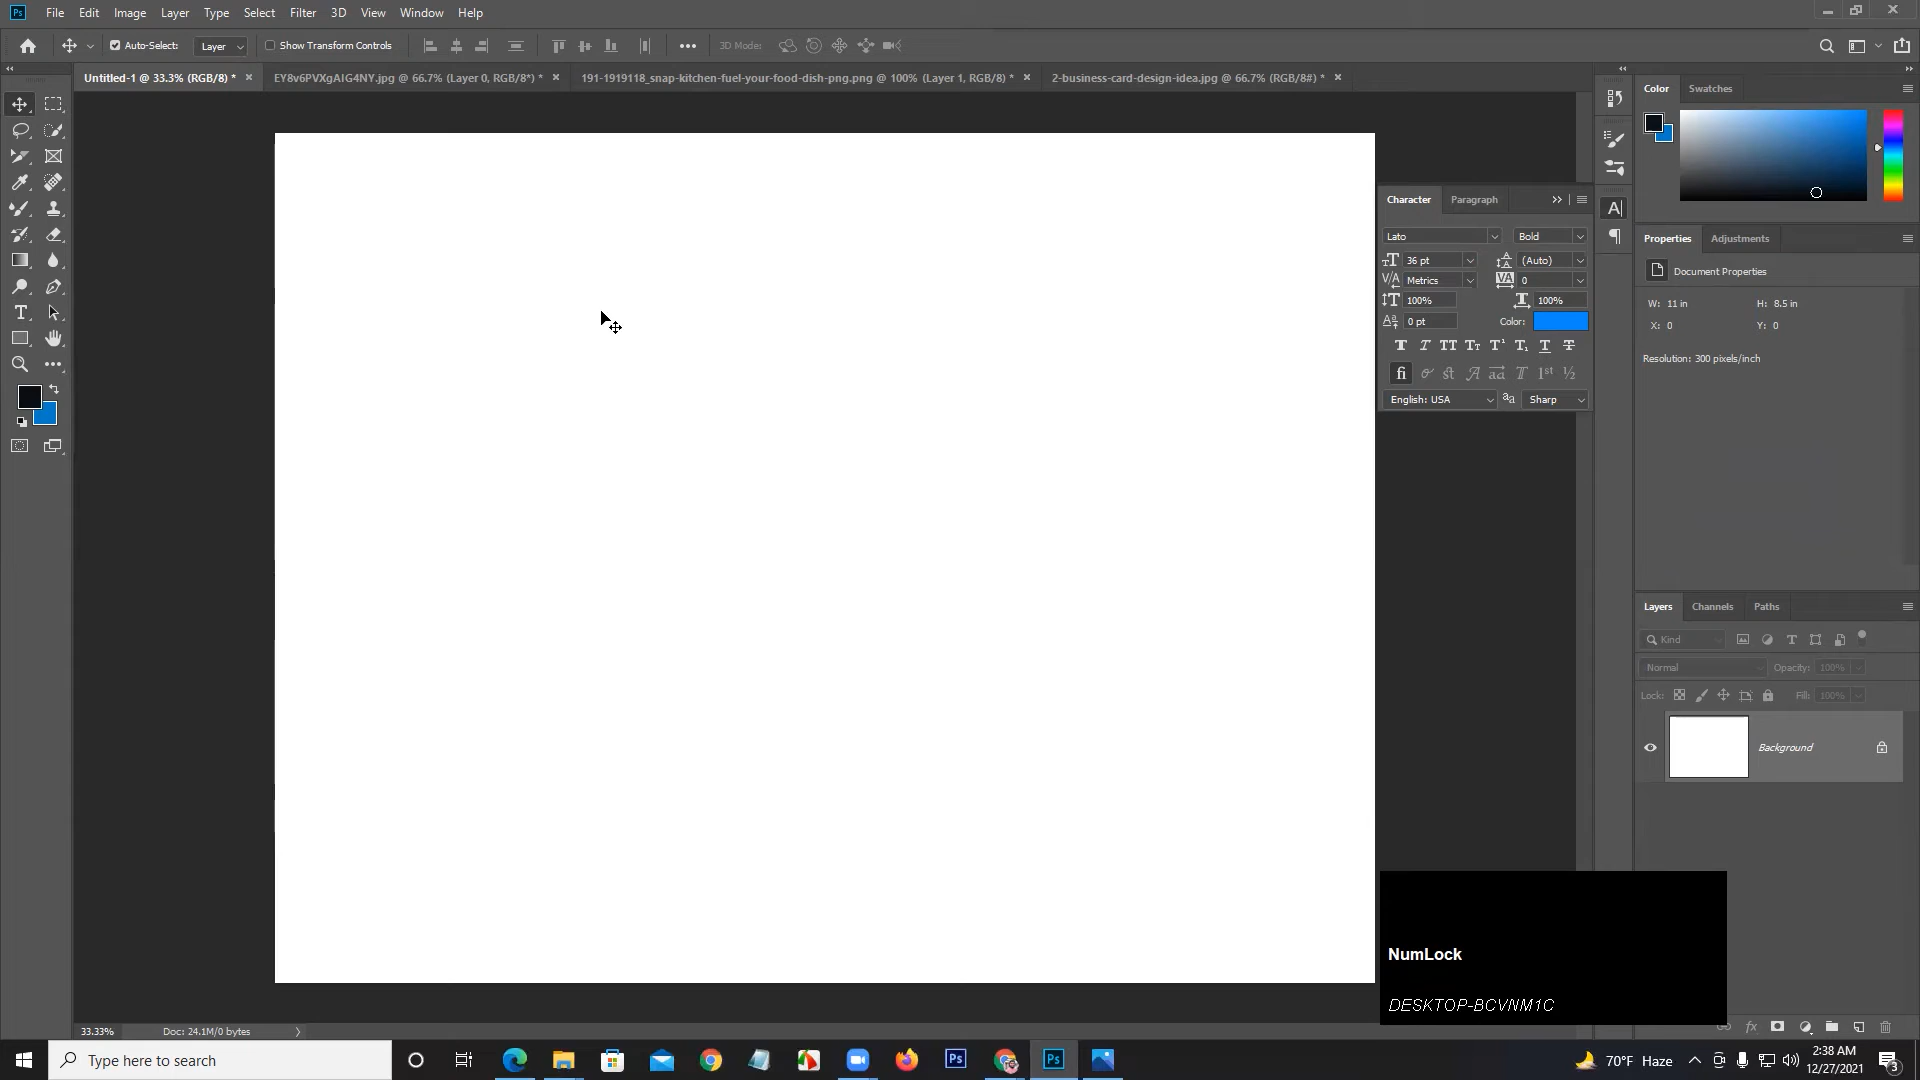 Ps File Edit Image Layer Type Select Filter 3D View Window Help
Auto-Select: Layer Show Transform Controls 3D Mode:
Untitled-1 @ 33.3% (RGB/8) * EY8v6PVXgAIG4NY.jpg @ 66.7% (Layer 0, RGB/8*) * 191-1919118_snap-kitchen-fuel-your-food-dish-png.png @ 100% (Layer 1, RGB/8) * 2-business-card-design-idea.jpg @ 66.7% (RGB/8#) *
Color Swatches
Character Paragraph
Lato Bold
36 pt (Auto)
Metrics 0
100% 100%
0 pt Color:
English: USA Sharp
Properties Adjustments
Document Properties
W: 11 in H: 8.5 in
X: 0 Y: 0
Resolution: 300 pixels/inch
Layers Channels Paths
Kind
Normal Opacity: 100%
Lock: Fill: 100%
Background
NumLock
DESKTOP-BCVNM1C
33.33% Doc: 24.1M/0 bytes
Type here to search
70°F Haze
2:38 AM
12/27/2021
3